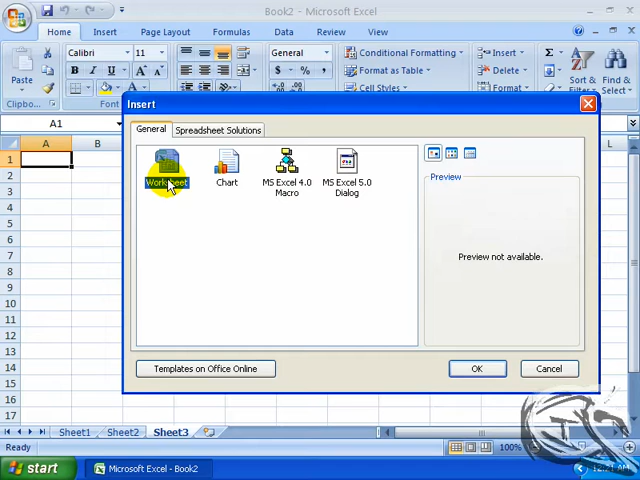 Book2 - Microsoft Excel
Home
Insert
Page Layout
Formulas
Data
Review
View
Paste
Clipboard
Calibri
11
B I U
A A
General
$ % ,
Conditional Formatting
Format as Table
Cell Styles
Insert
Delete
Σ
Sort &
Find &
A1
A
B
L
1
2
3
4
5
6
7
8
9
10
11
12
13
14
15
16
17
Insert
General
Spreadsheet Solutions
Worksheet
Chart
MS Excel 4.0
Macro
MS Excel 5.0
Dialog
Preview
Preview not available.
Templates on Office Online
OK
Cancel
Sheet1
Sheet2
Sheet3
Ready
100%
start
Microsoft Excel - Book2